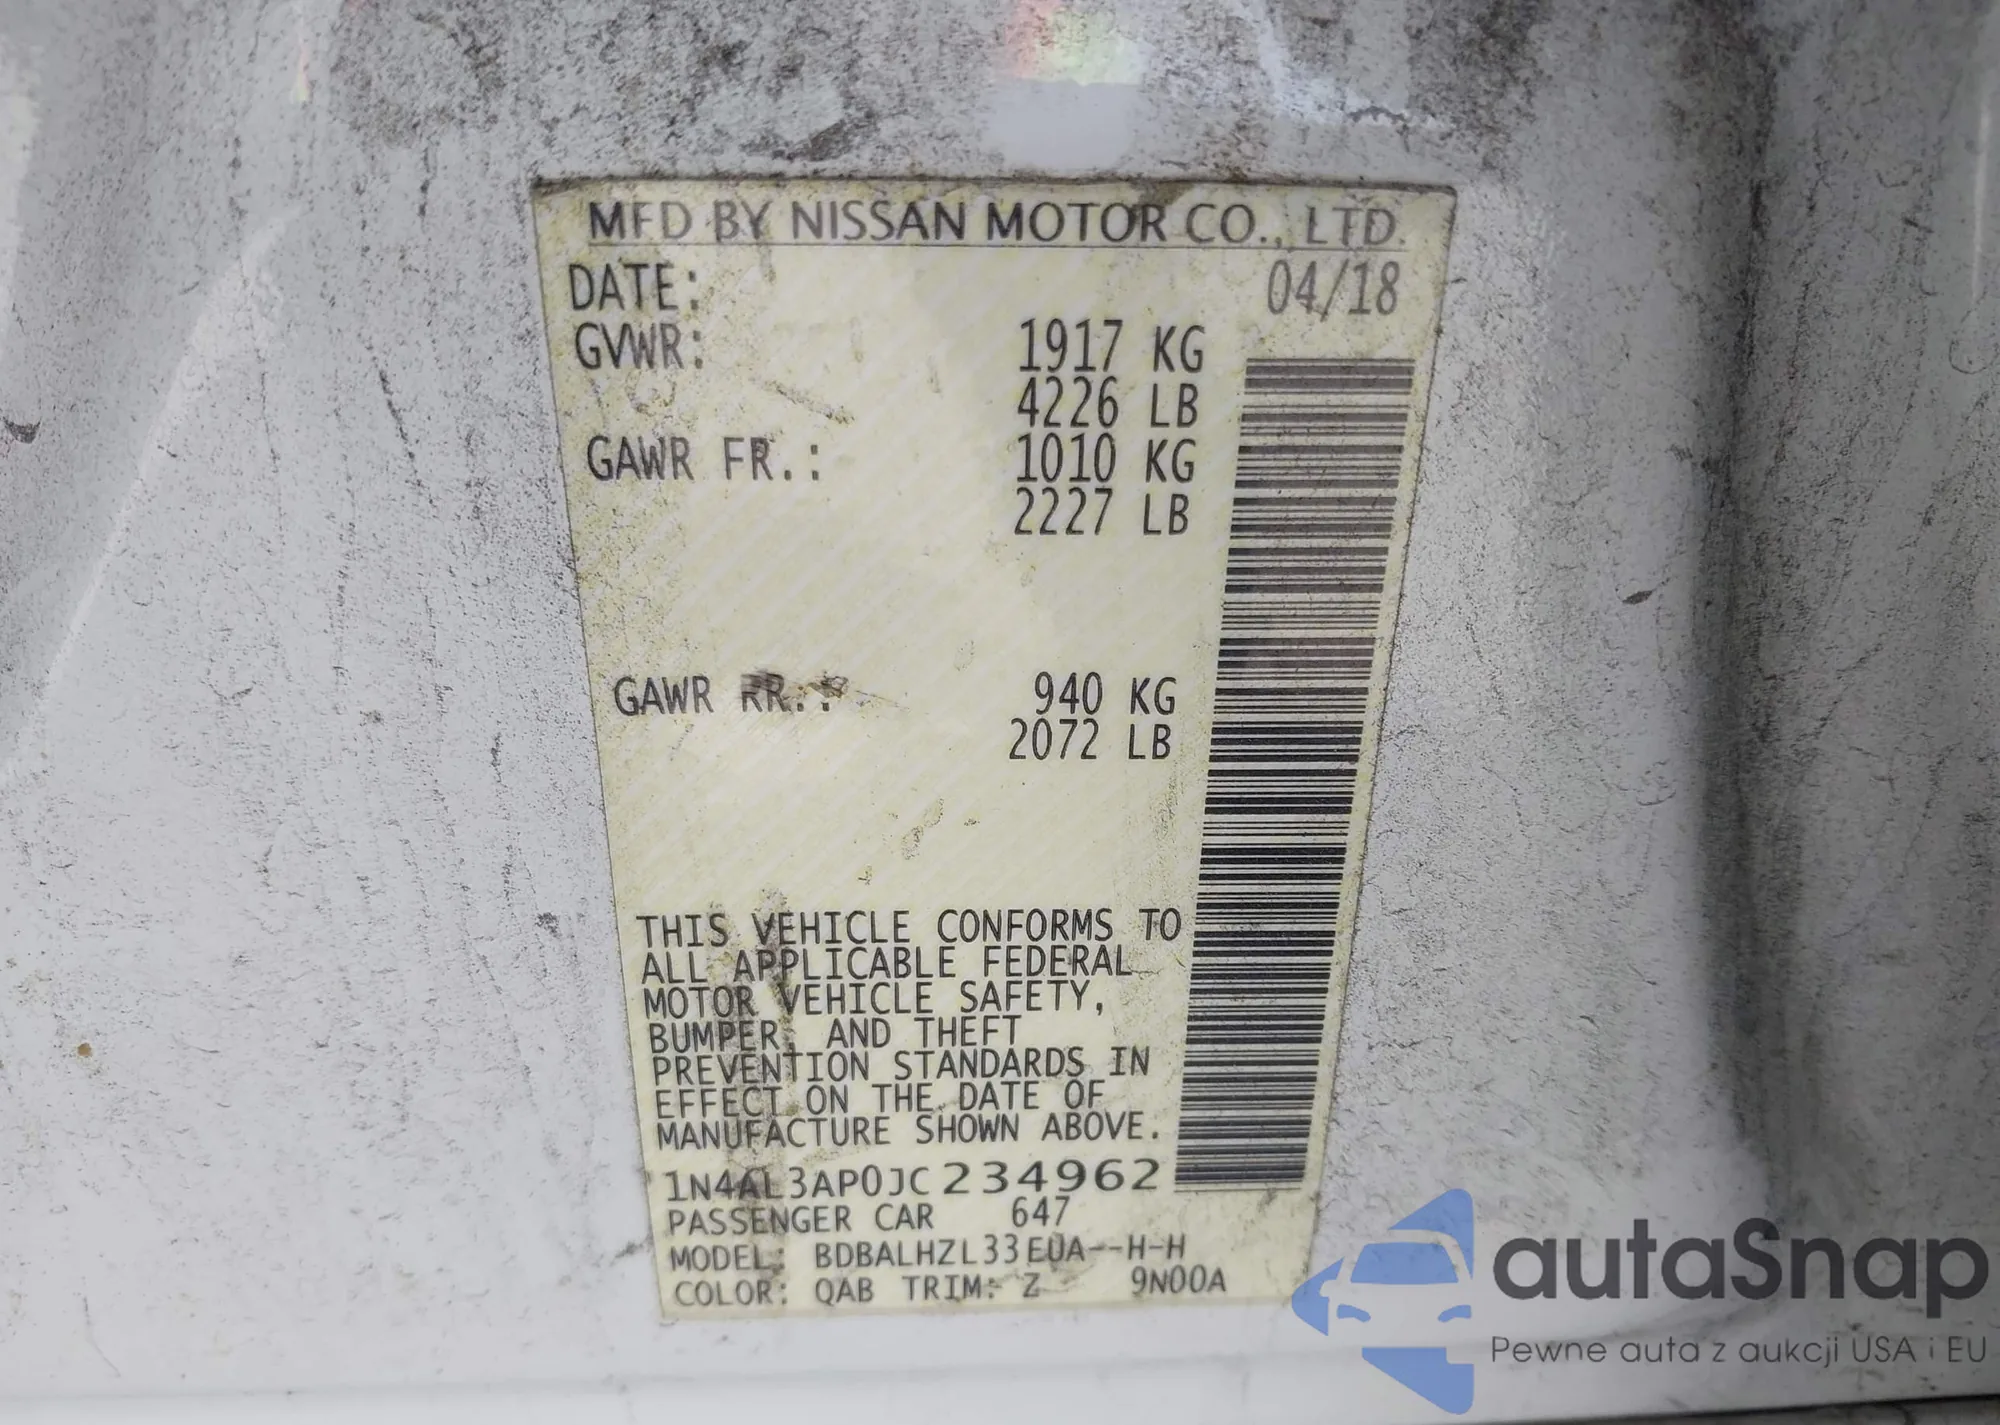 MFD BY NISSAN MOTOR CO., LTD.
DATE: 04/18
GVWR: 1917 KG
4226 LB
GAWR FR.: 1010 KG
2227 LB
GAWR RR.: 940 KG
2072 LB
THIS VEHICLE CONFORMS TO
ALL APPLICABLE FEDERAL
MOTOR VEHICLE SAFETY,
BUMPER, AND THEFT
PREVENTION STANDARDS IN
EFFECT ON THE DATE OF
MANUFACTURE SHOWN ABOVE.
1N4AL3AP0JC234962
PASSENGER CAR 647
MODEL: BDBALHZL33EUA--H-H
COLOR: QAB TRIM: Z 9N00A
autaSnap
Pewne auta z aukcji USA i EU